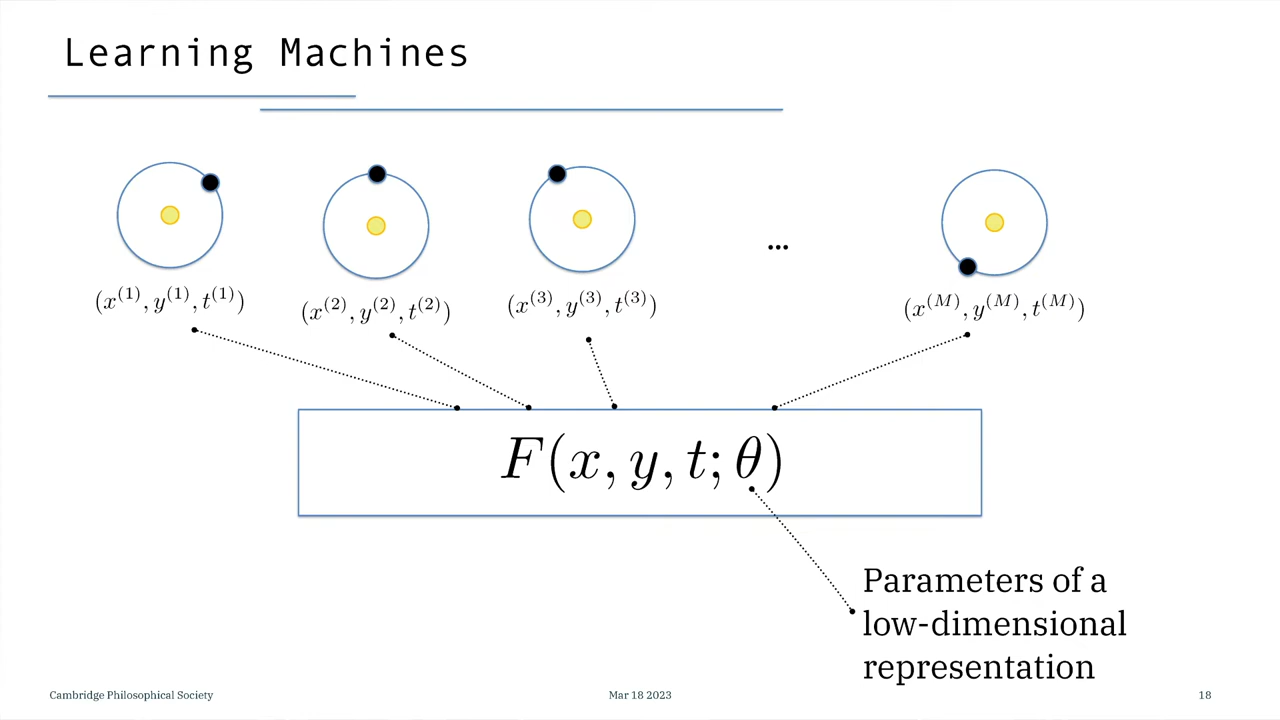 Learning Machines
(x^{(1)}, y^{(1)}, t^{(1)})
(x^{(2)}, y^{(2)}, t^{(2)})
(x^{(3)}, y^{(3)}, t^{(3)})
...
(x^{(M)}, y^{(M)}, t^{(M)})
F(x, y, t; θ)
Parameters of a
low-dimensional
representation
Cambridge Philosophical Society
Mar 18 2023
18